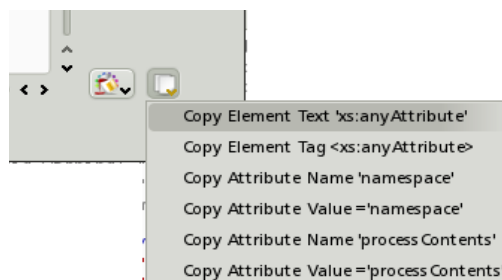 Copy Element Text 'xs:anyAttribute'
Copy Element Tag <xs:anyAttribute>
Copy Attribute Name 'namespace'
Copy Attribute Value ='namespace'
Copy Attribute Name 'processContents'
Copy Attribute Value ='processContents